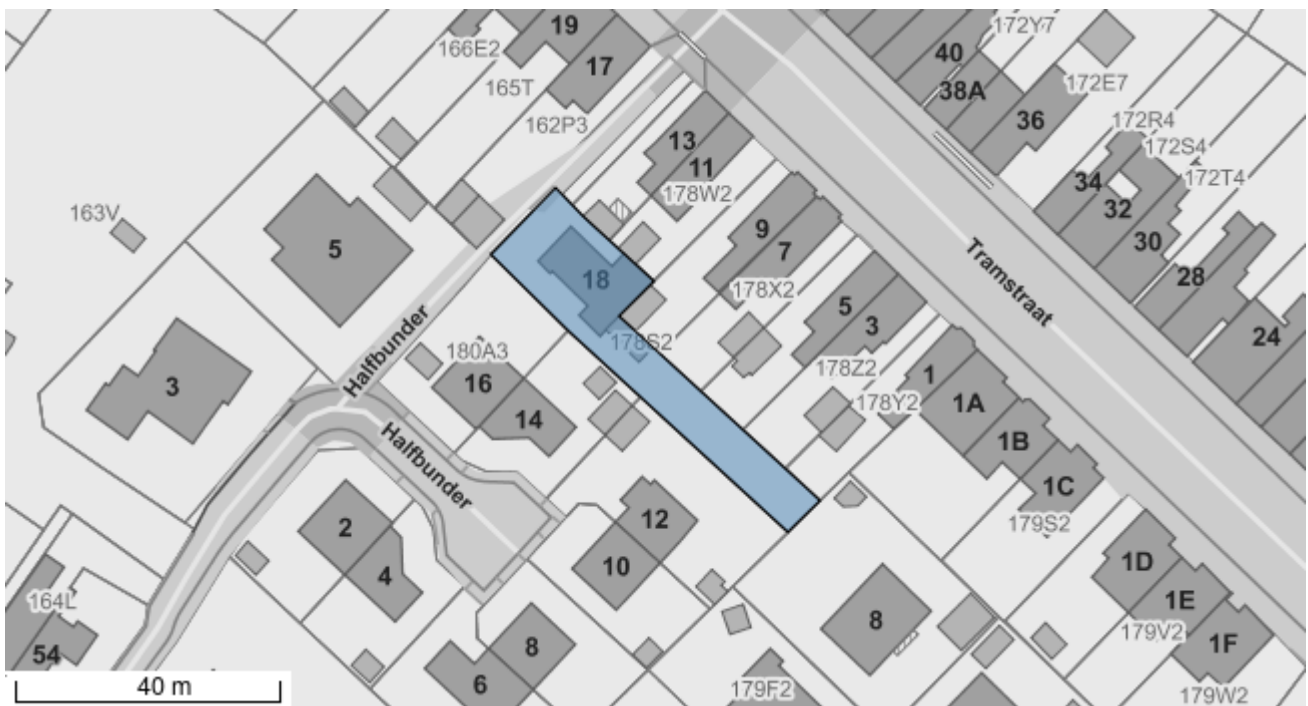 19
17
166E2
165T
162P3
172Y7
40
38A
172E7
36
172R4
172S4
172T4
34
32
30
28
24
13
11
178W2
163V
5
9
7
178X2
Tramstraat
18
178S2
5
3
178Z2
178Y2
Halfbunder
180A3
16
14
3
1
1A
1B
1C
179S2
Halfbunder
2
4
12
10
1D
1E
1F
179V2
179W2
164L
54
8
6
8
179F2
40 m